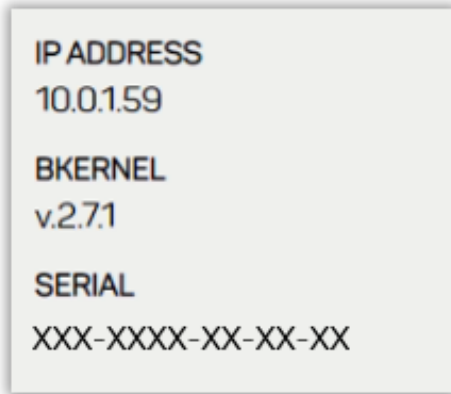 IP ADDRESS
10.0.1.59
BKERNEL
v.2.7.1
SERIAL
XXX-XXXX-XX-XX-XX